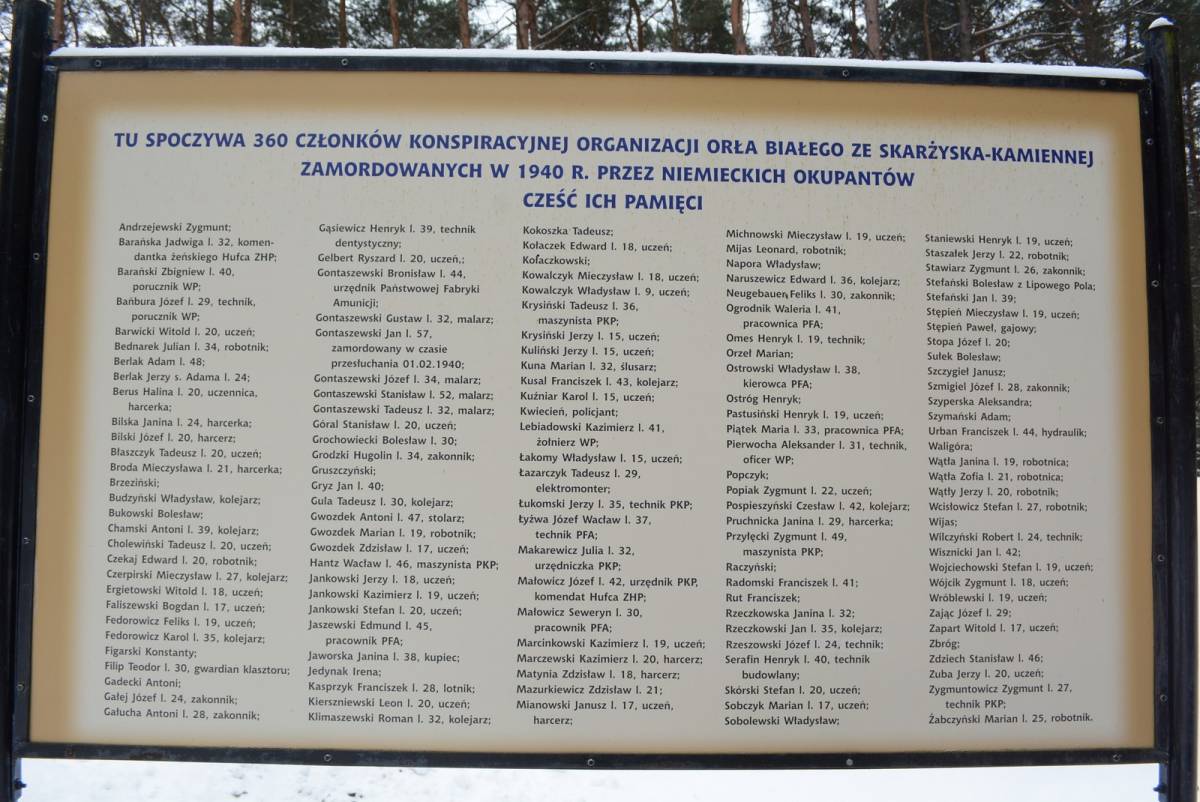 TU SPOCZYWA 360 CZŁONKÓW KONSPIRACYJNEJ ORGANIZACJI ORŁA BIAŁEGO ZE SKARŻYSKA-KAMIENNEJ
ZAMORDOWANYCH W 1940 R. PRZEZ NIEMIECKICH OKUPANTÓW
CZEŚĆ ICH PAMIĘCI
Andrzejewski Zygmunt;
Barańska Jadwiga l. 32, komen-
dantka żeńskiego Hufca ZHP;
Barański Zbigniew l. 40,
porucznik WP;
Bańbura Józef l. 29, technik,
porucznik WP;
Barwicki Witold l. 20, uczeń;
Bednarek Julian l. 34, robotnik;
Berlak Adam l. 48;
Berlak Jerzy s. Adama l. 24;
Berus Halina l. 20, uczennica,
harcerka;
Bilska Janina l. 24, harcerka;
Bilski Józef l. 20, harcerz;
Błaszczyk Tadeusz l. 20, uczeń;
Broda Mieczysława l. 21, harcerka;
Brzeziński;
Budzyński Władysław, kolejarz;
Bukowski Bolesław;
Chamski Antoni l. 39, kolejarz;
Cholewiński Tadeusz l. 20, uczeń;
Czekaj Edward l. 20, robotnik;
Czerpirski Mieczysław l. 27, kolejarz;
Ergietowski Witold l. 18, uczeń;
Faliszewski Bogdan l. 17, uczeń;
Fedorowicz Feliks l. 19, uczeń;
Fedorowicz Karol l. 35, kolejarz;
Figarski Konstanty;
Filip Teodor l. 30, gwardian klasztoru;
Gadecki Antoni;
Gałej Józef l. 24, zakonnik;
Gałucha Antoni l. 28, zakonnik;
Gąsiewicz Henryk l. 39, technik
dentystyczny;
Gelbert Ryszard l. 20, uczeń,;
Gontaszewski Bronisław l. 44,
urzędnik Państwowej Fabryki
Amunicji;
Gontaszewski Gustaw l. 32, malarz;
Gontaszewski Jan l. 57,
zamordowany w czasie
przesłuchania 01.02.1940;
Gontaszewski Józef l. 34, malarz;
Gontaszewski Stanisław l. 52, malarz;
Gontaszewski Tadeusz l. 32, malarz;
Góral Stanisław l. 20, uczeń;
Grochowiecki Bolesław l. 30;
Grodzki Hugolin l. 34, zakonnik;
Gruszczyński;
Gryz Jan l. 40;
Gula Tadeusz l. 30, kolejarz;
Gwozdek Antoni l. 47, stolarz;
Gwozdek Marian l. 19, robotnik;
Gwozdek Zdzisław l. 17, uczeń;
Hantz Wacław l. 46, maszynista PKP;
Jankowski Jerzy l. 18, uczeń;
Jankowski Kazimierz l. 19, uczeń;
Jankowski Stefan l. 20, uczeń;
Jaszewski Edmund l. 45,
pracownik PFA;
Jaworska Janina l. 38, kupiec;
Jedynak Irena;
Kasprzyk Franciszek l. 28, lotnik;
Kierszniewski Leon l. 20, uczeń;
Klimaszewski Roman l. 32, kolejarz;
Kokoszka Tadeusz;
Kołaczek Edward l. 18, uczeń;
Kołaczkowski;
Kowalczyk Mieczysław l. 18, uczeń;
Kowalczyk Władysław l. 9, uczeń;
Krysiński Tadeusz l. 36,
maszynista PKP;
Krysiński Jerzy l. 15, uczeń;
Kuliński Jerzy l. 15, uczeń;
Kuna Marian l. 32, ślusarz;
Kusal Franciszek l. 43, kolejarz;
Kuźniar Karol l. 15, uczeń;
Kwiecień, policjant;
Lebiadowski Kazimierz l. 41,
żołnierz WP;
Łakomy Władysław l. 15, uczeń;
Łazarczyk Tadeusz l. 29,
elektromonter;
Łukomski Jerzy l. 35, technik PKP;
Łyżwa Józef Wacław l. 37,
technik PFA;
Makarewicz Julia l. 32,
urzędniczka PKP;
Małowicz Józef l. 42, urzędnik PKP,
komendat Hufca ZHP;
Małowicz Seweryn l. 30,
pracownik PFA;
Marcinkowski Kazimierz l. 19, uczeń;
Marczewski Kazimierz l. 20, harcerz;
Matynia Zdzisław l. 18, harcerz;
Mazurkiewicz Zdzisław l. 21;
Mianowski Janusz l. 17, uczeń,
harcerz;
Michnowski Mieczysław l. 19, uczeń;
Mijas Leonard, robotnik;
Napora Władysław;
Naruszewicz Edward l. 36, kolejarz;
Neugebauer Feliks l. 30, zakonnik;
Ogrodnik Waleria l. 41,
pracownica PFA;
Omes Henryk l. 19, technik;
Orzeł Marian;
Ostrowski Władysław l. 38,
kierowca PFA;
Ostróg Henryk;
Pastusiński Henryk l. 19, uczeń;
Piątek Maria l. 33, pracownica PFA;
Pierwocha Aleksander l. 31, technik,
oficer WP;
Popczyk;
Popiak Zygmunt l. 22, uczeń;
Pospieszyński Czesław l. 42, kolejarz;
Pruchnicka Janina l. 29, harcerka;
Przyłęcki Zygmunt l. 49,
maszynista PKP;
Raczyński;
Radomski Franciszek l. 41;
Rut Franciszek;
Rzeczkowska Janina l. 32;
Rzeczkowski Jan l. 35, kolejarz;
Rzeszowski Józef l. 24, technik;
Serafin Henryk l. 40, technik
budowlany;
Skórski Stefan l. 20, uczeń;
Sobczyk Marian l. 17, uczeń;
Sobolewski Władysław;
Staniewski Henryk l. 19, uczeń;
Staszałek Jerzy l. 22, robotnik;
Stawiarz Zygmunt l. 26, zakonnik;
Stefański Bolesław z Lipowego Pola;
Stefański Jan l. 39;
Stępień Mieczysław l. 19, uczeń;
Stępień Paweł, gajowy;
Stopa Józef l. 20;
Sułek Bolesław;
Szczygieł Janusz;
Szmigiel Józef l. 28, zakonnik;
Szyperska Aleksandra;
Szymański Adam;
Urban Franciszek l. 44, hydraulik;
Waligóra;
Wątła Janina l. 19, robotnica;
Wątła Zofia l. 21, robotnica;
Wątły Jerzy l. 20, robotnik;
Wcisłowicz Stefan l. 27, robotnik;
Wijas;
Wilczyński Robert l. 24, technik;
Wisznicki Jan l. 42;
Wojciechowski Stefan l. 19, uczeń;
Wójcik Zygmunt l. 18, uczeń;
Wróblewski l. 19, uczeń;
Zając Józef l. 29;
Zapart Witold l. 17, uczeń;
Zbróg;
Zdziech Stanisław l. 46;
Zuba Jerzy l. 20, uczeń;
Zygmuntowicz Zygmunt l. 27,
technik PKP;
Żabczyński Marian l. 25, robotnik.